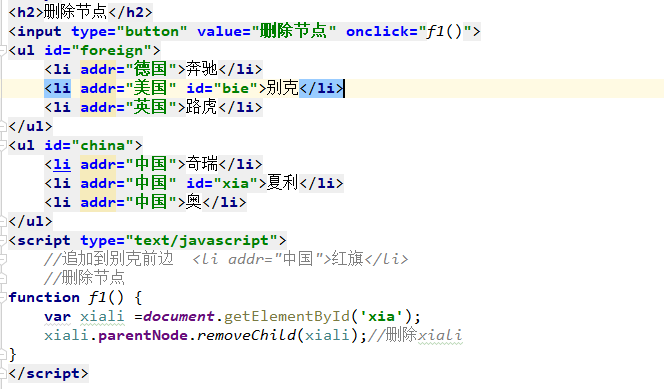 <h2>删除节点</h2>
<input type="button" value="删除节点" onclick="f1()">
<ul id="foreign">
<li addr="德国">奔驰</li>
<li addr="美国" id="bie">别克</li>
<li addr="英国">路虎</li>
</ul>
<ul id="china">
<li addr="中国">奇瑞</li>
<li addr="中国" id="xia">夏利</li>
<li addr="中国">奥</li>
</ul>
<script type="text/javascript">
//追加到别克前边  <li addr="中国">红旗</li>
//删除节点
function f1() {
var xiali =document.getElementById('xia');
xiali.parentNode.removeChild(xiali);//删除xiali
}
</script>